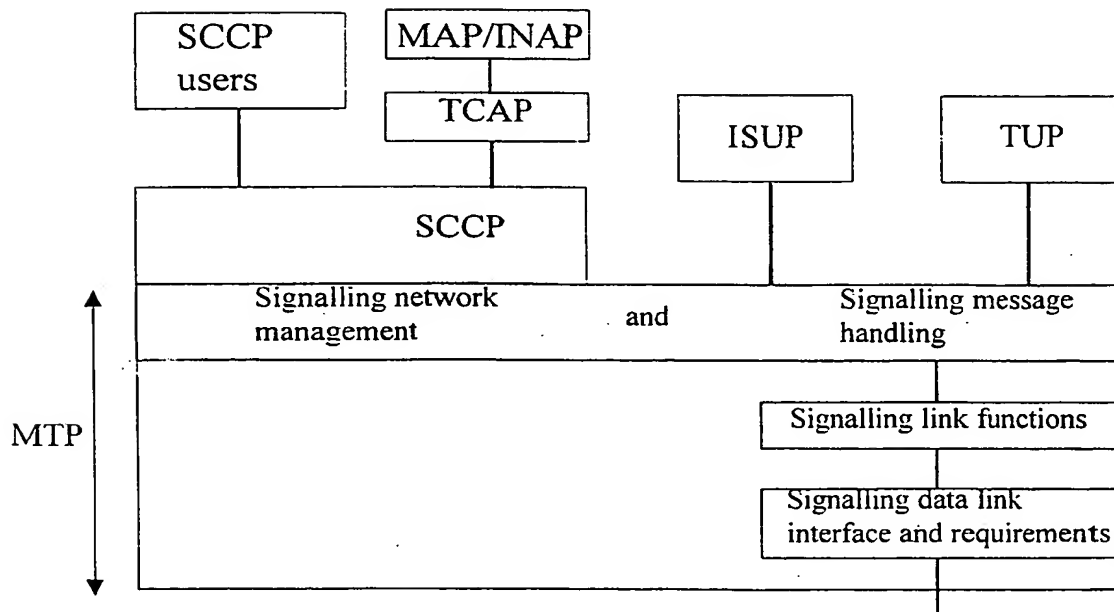 SCCP
users
MAP/INAP
TCAP
ISUP
TUP
SCCP
Signalling network
management
and
Signalling message
handling
MTP
Signalling link functions
Signalling data link
interface and requirements